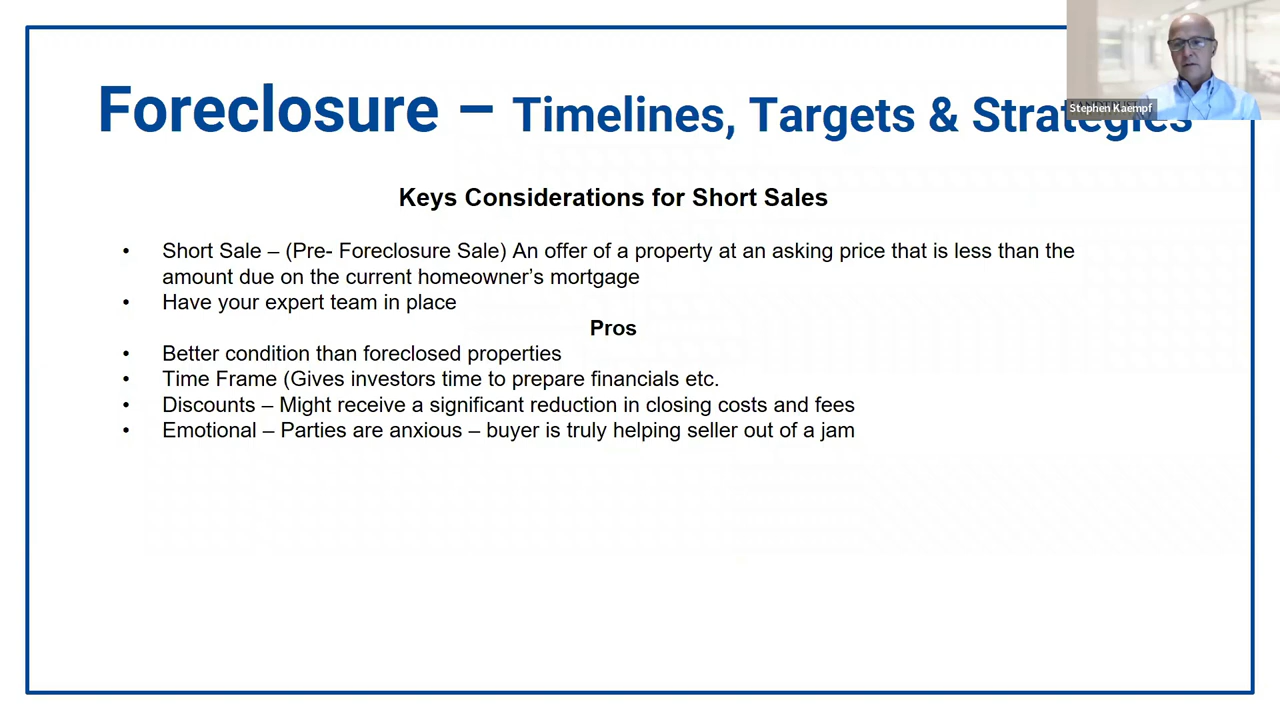 Foreclosure – Timelines, Targets & Strategies
Stephen Kaempf
Keys Considerations for Short Sales
• Short Sale – (Pre- Foreclosure Sale) An offer of a property at an asking price that is less than the
amount due on the current homeowner’s mortgage
• Have your expert team in place
Pros
• Better condition than foreclosed properties
• Time Frame (Gives investors time to prepare financials etc.
• Discounts – Might receive a significant reduction in closing costs and fees
• Emotional – Parties are anxious – buyer is truly helping seller out of a jam